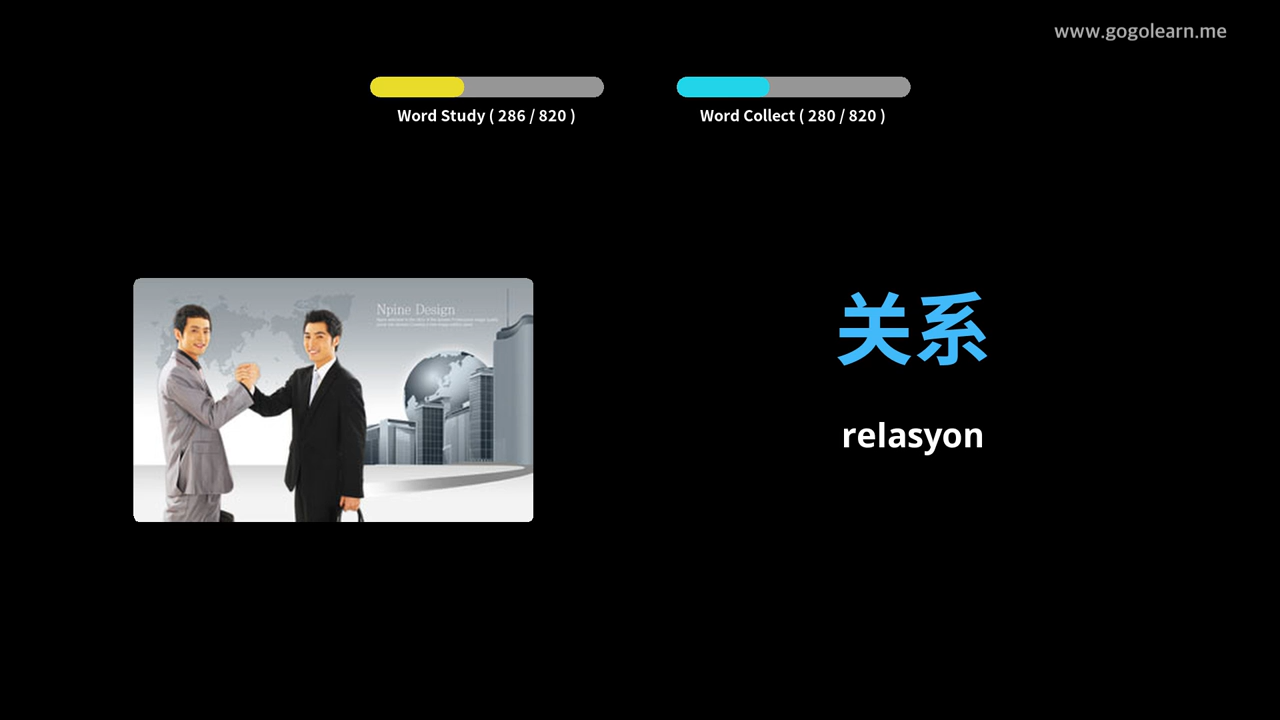 www.gogolearn.me
Word Study ( 286 / 820 )
Word Collect ( 280 / 820 )
Npine Design
关系
relasyon